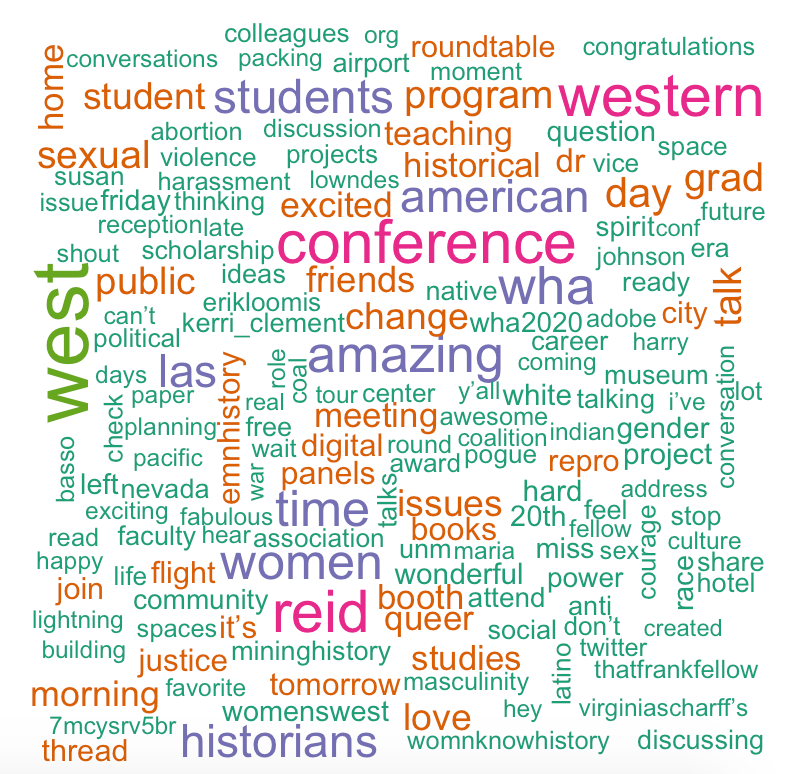 colleagues org
conversations packing airport roundtable congratulations
home moment
student students program western
abortion discussion teaching question space
sexual violence projects historical dr vice
susan harassment lowndes american day grad
issue friday thinking excited future
reception late spirit conf
shout scholarship conference johnson era
west public ideas friends native wha ready talk
can't erikloomis
political kerri_clement change wha2020 adobe city
days las amazing career harry
role coal coming museum
paper emnhistory real tour center y'all white talking i've conversation lot
check planning free meeting awesome
coalition indian gender
basso pacific wait digital round
war panels award pogue repro project
left nevada time talks issues hard address
exciting fabulous books 20th feel stop
read faculty hear association fellow courage culture
happy women unm maria miss sex share
join life flight wonderful power race hotel
community reid booth attend anti
lightning spaces it's queer social don't created
building justice mininghistory studies twitter
latino thatfrankfellow
morning favorite tomorrow masculinity
7mcysrv5br womenswest love hey virginiascharff's
thread historians womnknowhistory discussing